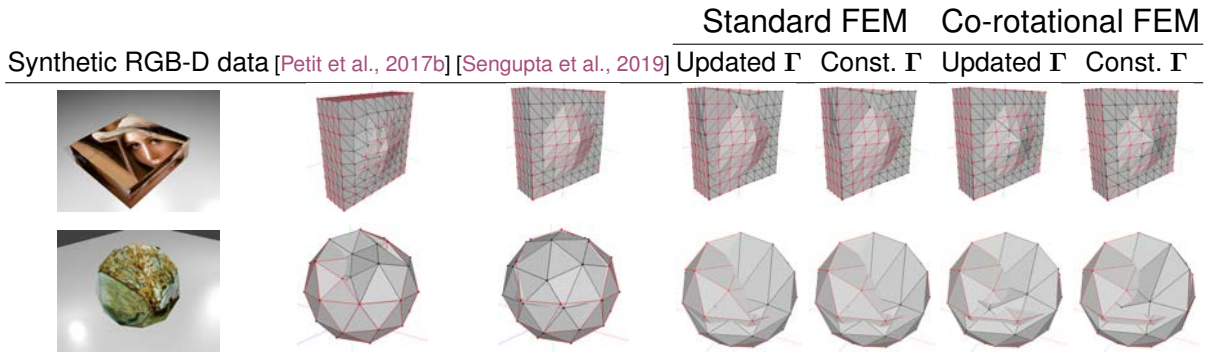 Standard FEM Co-rotational FEM
Synthetic RGB-D data [Petit et al., 2017b] [Sengupta et al., 2019] Updated Γ Const. Γ Updated Γ Const. Γ